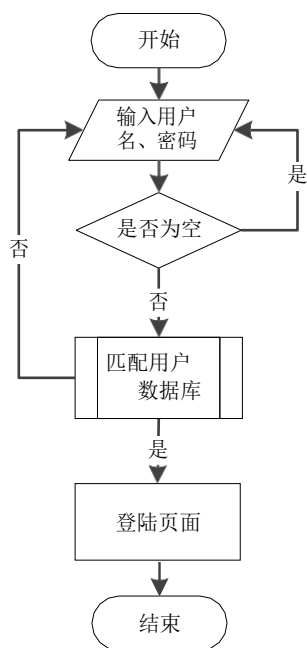 开始
输入用户
名、密码
是
是否为空
否
否
匹配用户
数据库
是
登陆页面
结束